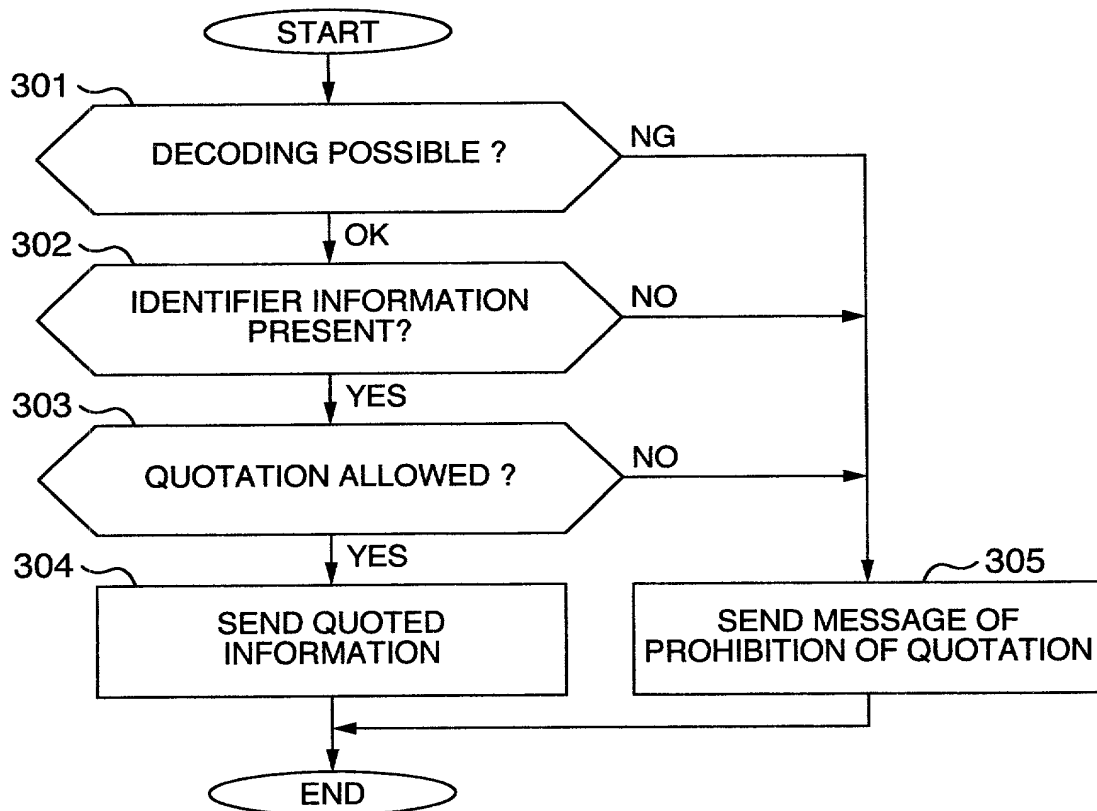 START
301
DECODING POSSIBLE ?
NG
OK
302
IDENTIFIER INFORMATION
PRESENT?
NO
YES
303
QUOTATION ALLOWED ?
NO
YES
304
SEND QUOTED
INFORMATION
305
SEND MESSAGE OF
PROHIBITION OF QUOTATION
END